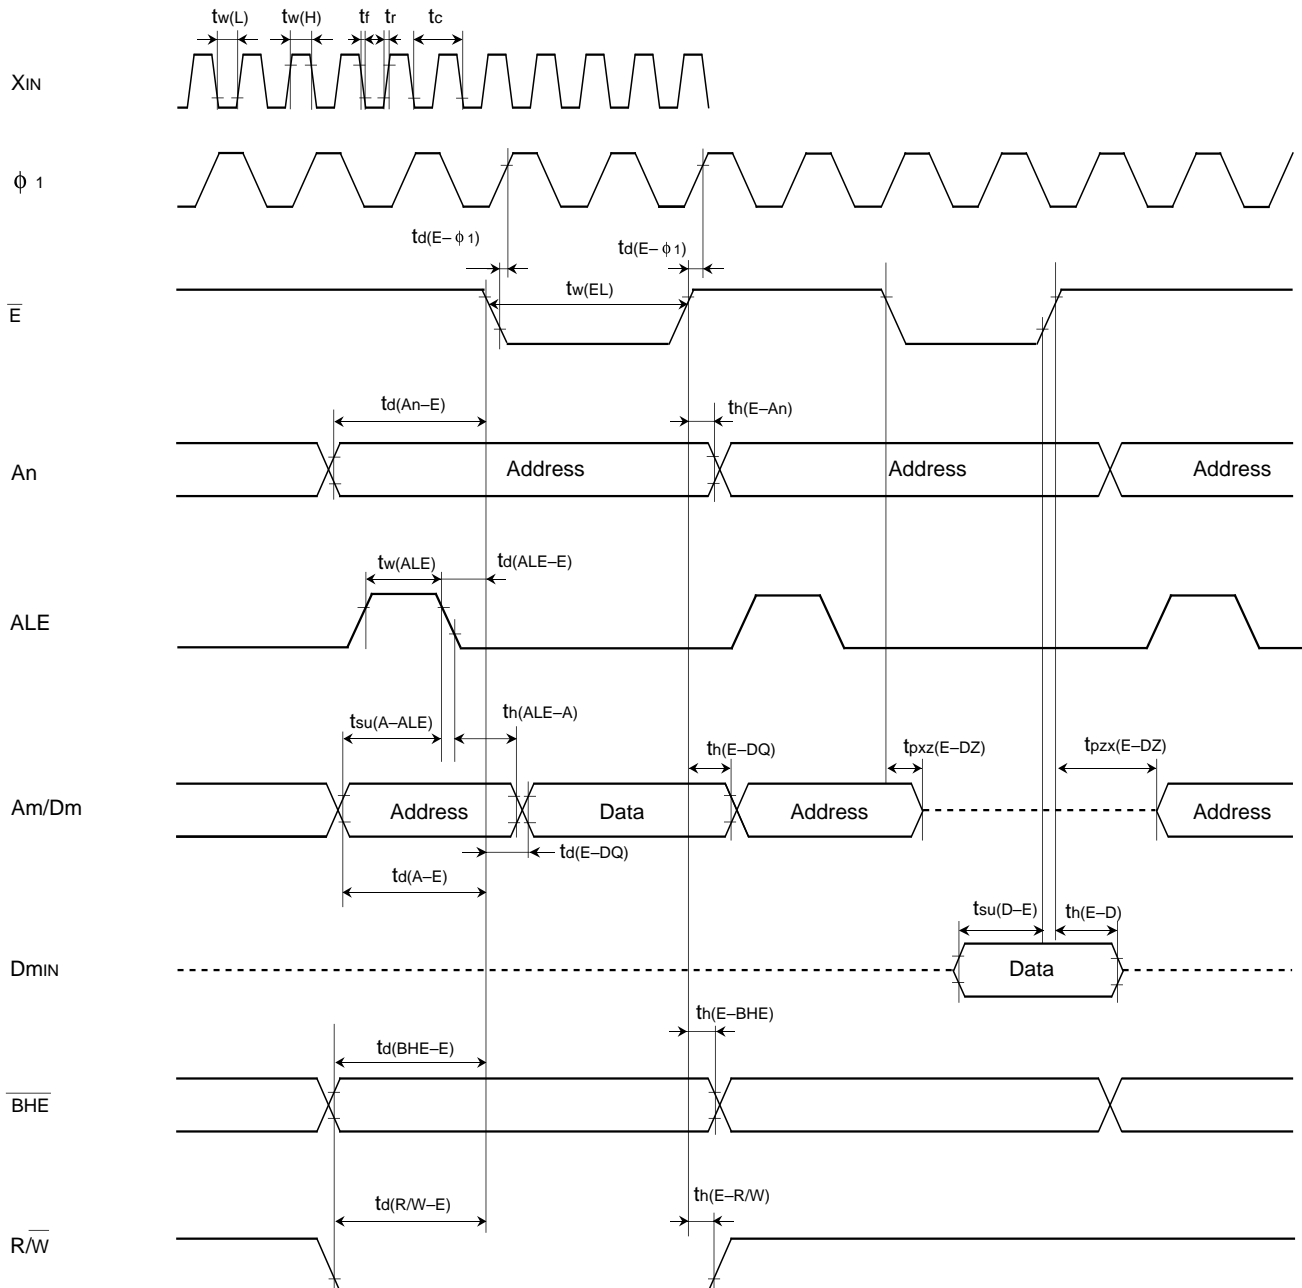 tw(L) tw(H) tf tr tc
XIN
ϕ 1
td(E–ϕ 1) td(E–ϕ 1)
tw(EL)
E̅
td(An–E) th(E–An)
An Address Address Address
tw(ALE) td(ALE–E)
ALE
tsu(A–ALE) th(ALE–A) th(E–DQ) tpxz(E–DZ) tpzx(E–DZ)
Am/Dm Address Data Address Address
td(E–DQ)
td(A–E)
tsu(D–E) th(E–D)
DmIN Data
th(E–BHE)
td(BHE–E)
B̅H̅E̅
td(R/W–E) th(E–R/W)
R/W̅